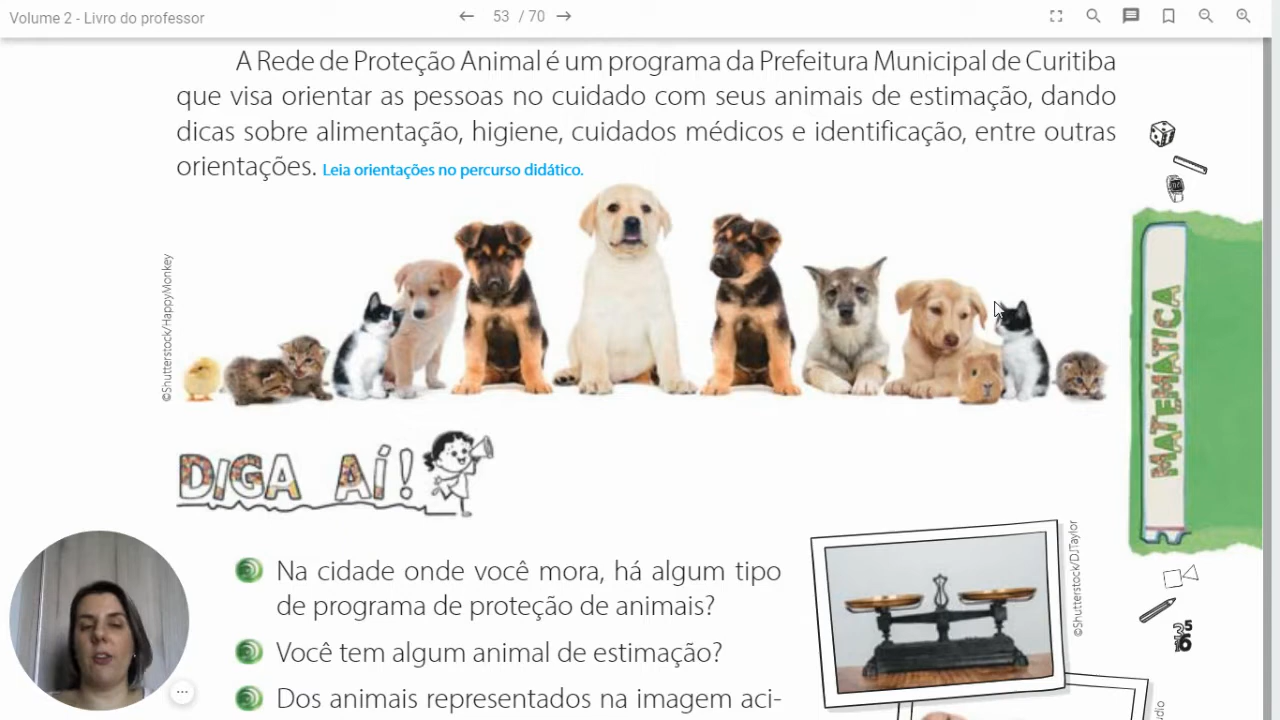 Volume 2 - Livro do professor
53 / 70
A Rede de Proteção Animal é um programa da Prefeitura Municipal de Curitiba
que visa orientar as pessoas no cuidado com seus animais de estimação, dando
dicas sobre alimentação, higiene, cuidados médicos e identificação, entre outras
orientações. Leia orientações no percurso didático.
©Shutterstock/HappyMonkey
MATEMÁTICA
DIGA AÍ!
Na cidade onde você mora, há algum tipo
de programa de proteção de animais?
Você tem algum animal de estimação?
Dos animais representados na imagem aci-
©Shutterstock/DJTaylor